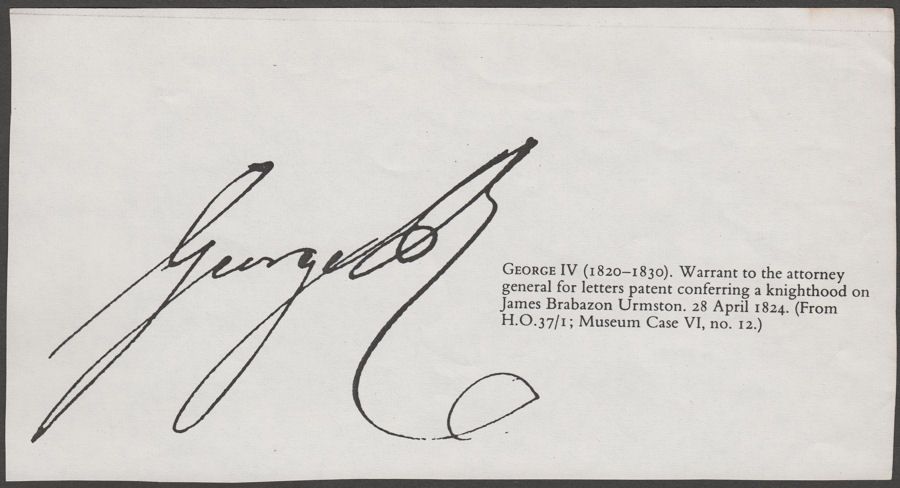 George R
GEORGE IV (1820–1830). Warrant to the attorney
general for letters patent conferring a knighthood on
James Brabazon Urmston. 28 April 1824. (From
H.O.37/1; Museum Case VI, no. 12.)